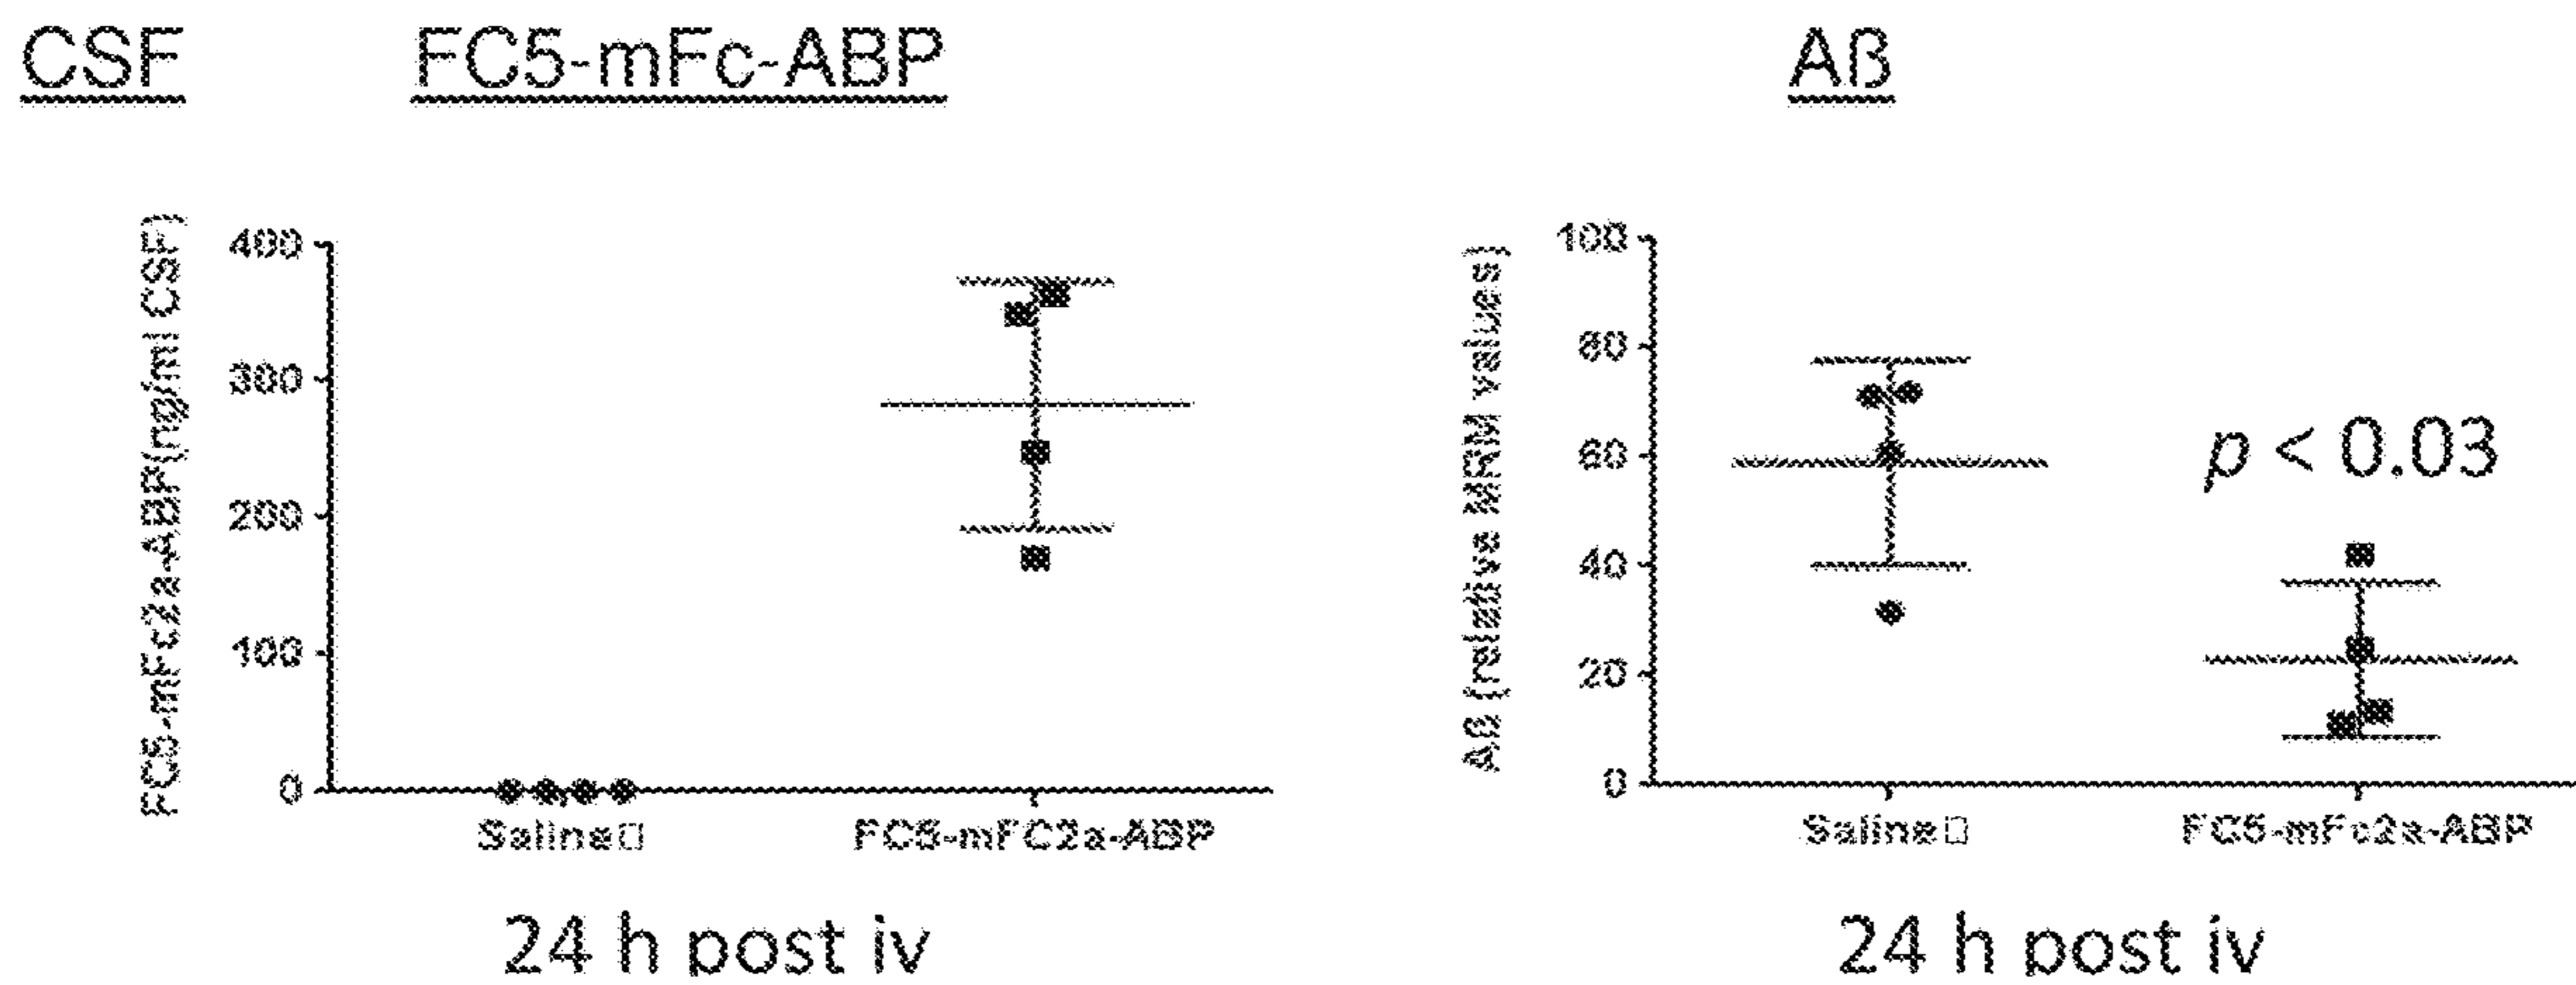 CSF
FC5-mFc-ABP
Aß
FC5-mFc2a-ABP(ng/ml CSF)
400
300
200
100
0
Saline□
FC5-mFC2a-ABP
24 h post iv
Aß (relative MRM values)
100
80
60
40
20
0
p < 0.03
Saline□
FC5-mFc2a-ABP
24 h post iv